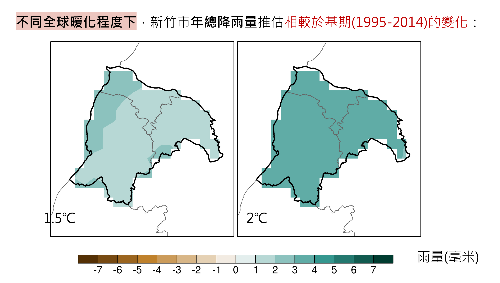 不同全球暖化程度下，新竹市年總降雨量推估相較於基期(1995-2014)的變化：
1.5℃ 2℃
-7 -6 -5 -4 -3 -2 -1 0 1 2 3 4 5 6 7 雨量(毫米)